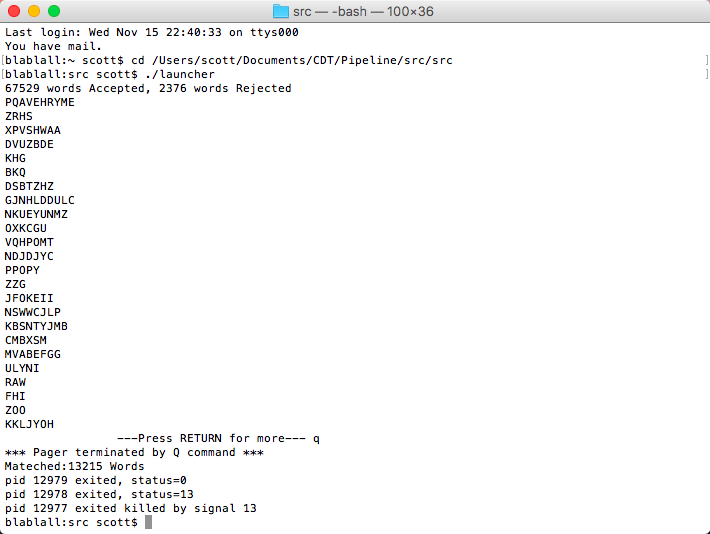 src — -bash — 100×36
Last login: Wed Nov 15 22:40:33 on ttys000
You have mail.
[blablall:~ scott$ cd /Users/scott/Documents/CDT/Pipeline/src/src ]
[blablall:src scott$ ./launcher ]
67529 words Accepted, 2376 words Rejected
PQAVEHRYME
ZRHS
XPVSHWAA
DVUZBDE
KHG
BKQ
DSBTZHZ
GJNHLDDULC
NKUEYUNMZ
OXKCGU
VQHPOMT
NDJDJYC
PPOPY
ZZG
JFOKEII
NSWWCJLP
KBSNTYJMB
CMBXSM
MVABEFGG
ULYNI
RAW
FHI
ZOO
KKLJYOH
---Press RETURN for more--- q
*** Pager terminated by Q command ***
Mateched:13215 Words
pid 12979 exited, status=0
pid 12978 exited, status=13
pid 12977 exited killed by signal 13
blablall:src scott$